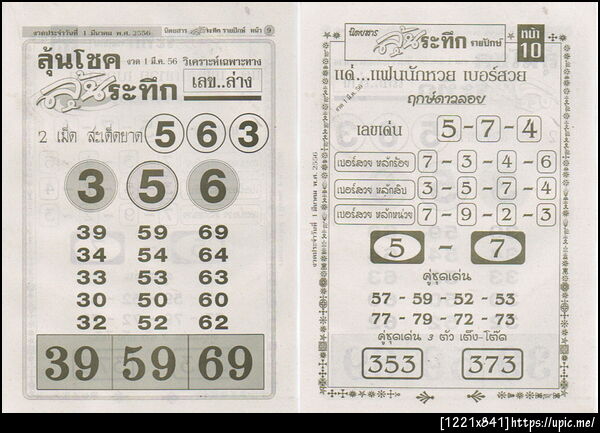 งวดประจำวันที่ 1 มีนาคม พ.ศ. 2556 นิตยสาร ลุ้นระทึก รายปักษ์ หน้า 9
ลุ้นโชค งวด 1 มี.ค. 56 วิเคราะห์เฉพาะทาง
ลุ้นระทึก เลข..ล่าง
2 เม็ด สะเด็ดยาด 5 6 3
3 5 6
39 59 69
34 54 64
33 53 63
30 50 60
32 52 62
39 59 69
นิตยสาร ลุ้นระทึก รายปักษ์ หน้า 10
แด่...แฟนนักหวย เบอร์สวย
งวด 1 มี.ค. 56
ฤกษ์ดาวลอย
เลขเด่น 5-7-4
เบอร์สวย หลักร้อย 7-3-4-6
เบอร์สวย หลักสิบ 3-5-7-4
เบอร์สวย หลักหน่วย 7-9-2-3
งวดประจำวันที่ 1 มีนาคม พ.ศ. 2556
5 - 7
คู่ชุดเด่น
57 - 59 - 52 - 53
77 - 79 - 72 - 73
คู่ชุดเด่น 3 ตัว เต็ง-โต๊ด
353 373
[1221x841]https://upic.me/